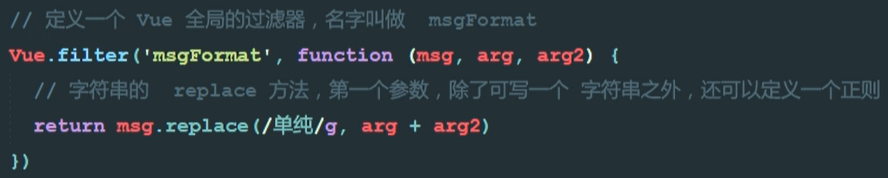 // 定义一个 Vue 全局的过滤器，名字叫做  msgFormat
Vue.filter('msgFormat', function (msg, arg, arg2) {
  // 字符串的  replace 方法，第一个参数，除了可写一个 字符串之外，还可以定义一个正则
  return msg.replace(/单纯/g, arg + arg2)
})